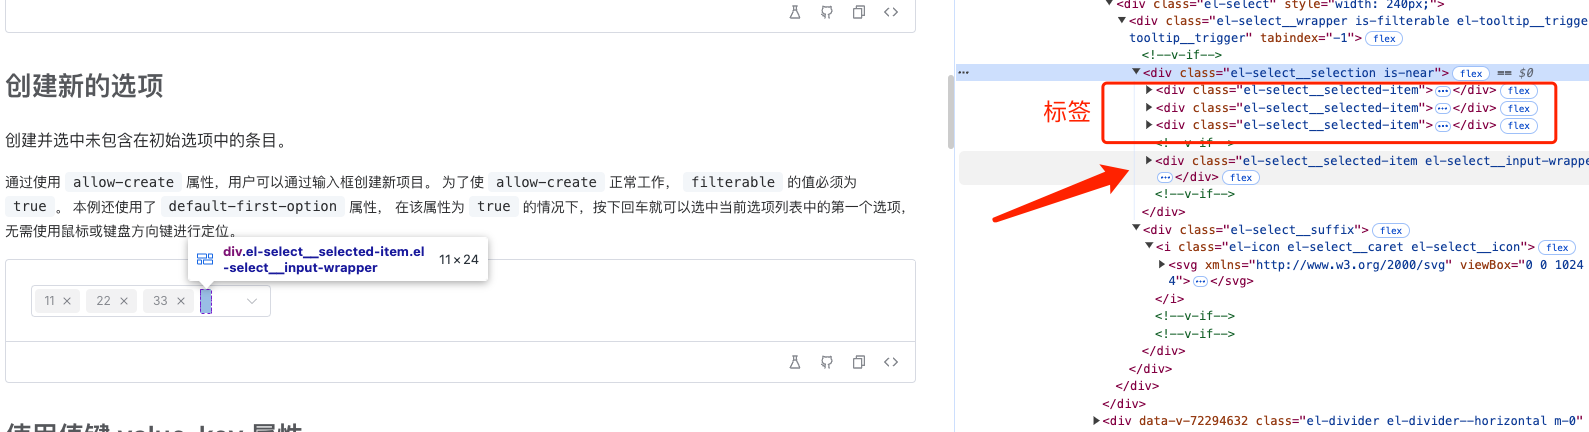 创建新的选项
创建并选中未包含在初始选项中的条目。
通过使用 allow-create 属性，用户可以通过输入框创建新项目。 为了使 allow-create 正常工作， filterable 的值必须为
true 。 本例还使用了 default-first-option 属性， 在该属性为 true 的情况下，按下回车就可以选中当前选项列表中的第一个选项，
无需使用鼠标或键盘方向键进行定位。
div.el-select__selected-item.el
-select__input-wrapper
11×24
11 × 22 × 33 ×
<div class="el-select" style="width: 240px;">
<div class="el-select__wrapper is-filterable el-tooltip__trigge
tooltip__trigger" tabindex="-1"> flex
<!--v-if-->
<div class="el-select__selection is-near"> flex == $0
<div class="el-select__selected-item"> ⋯ </div> flex
标签
<div class="el-select__selected-item"> ⋯ </div> flex
<div class="el-select__selected-item"> ⋯ </div> flex
<!--v-if-->
<div class="el-select__selected-item el-select__input-wrappe
⋯ </div> flex
<!--v-if-->
</div>
<div class="el-select__suffix"> flex
<i class="el-icon el-select__caret el-select__icon"> flex
<svg xmlns="http://www.w3.org/2000/svg" viewBox="0 0 1024
4"> ⋯ </svg>
</i>
<!--v-if-->
<!--v-if-->
</div>
</div>
</div>
</div>
<div data-v-72294632 class="el-divider el-divider--horizontal m-0"
使用值键 value-key 属性